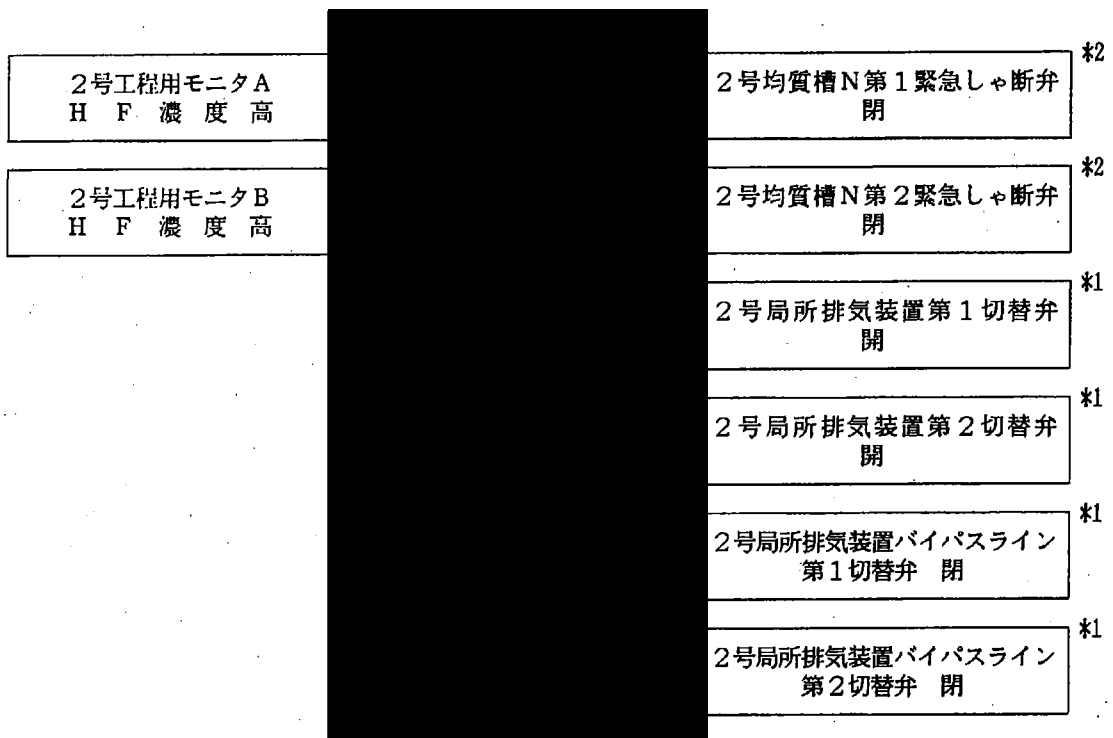 2号工程用モニタA
H F 濃 度 高
2号工程用モニタB
H F 濃 度 高
*2
2号均質槽N第1緊急しゃ断弁
閉
*2
2号均質槽N第2緊急しゃ断弁
閉
*1
2号局所排気装置第1切替弁
開
*1
2号局所排気装置第2切替弁
開
*1
2号局所排気装置バイパスライン
第1切替弁 閉
*1
2号局所排気装置バイパスライン
第2切替弁 閉